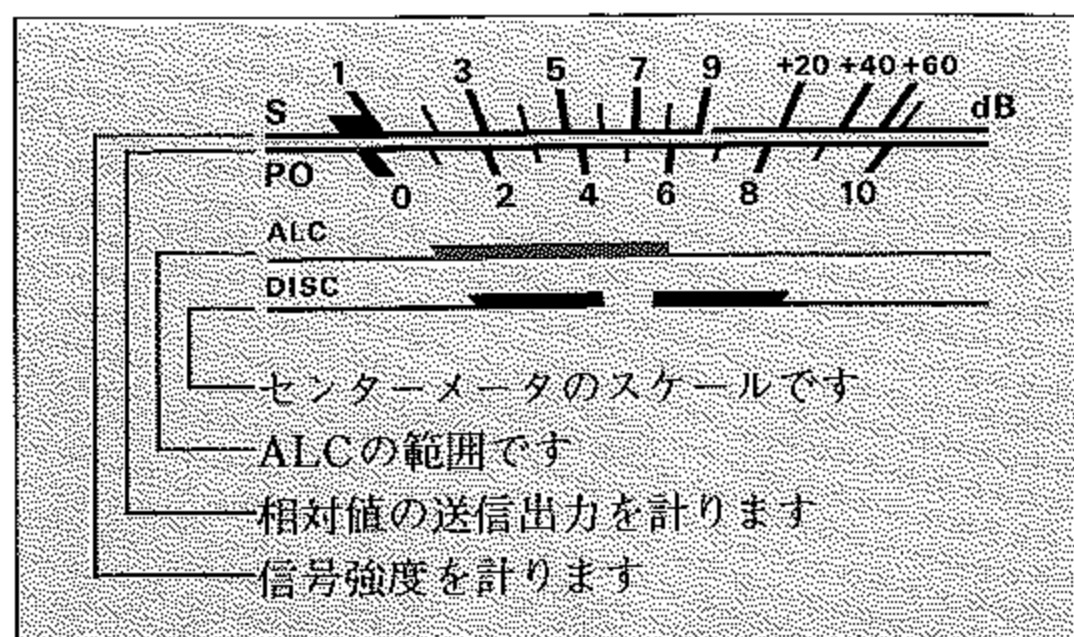 1 3 5 7 9 +20 +40 +60
S dB
PO
0 2 4 6 8 10
ALC
DISC
センターメータのスケールです
ALCの範囲です
相対値の送信出力を計ります
信号強度を計ります